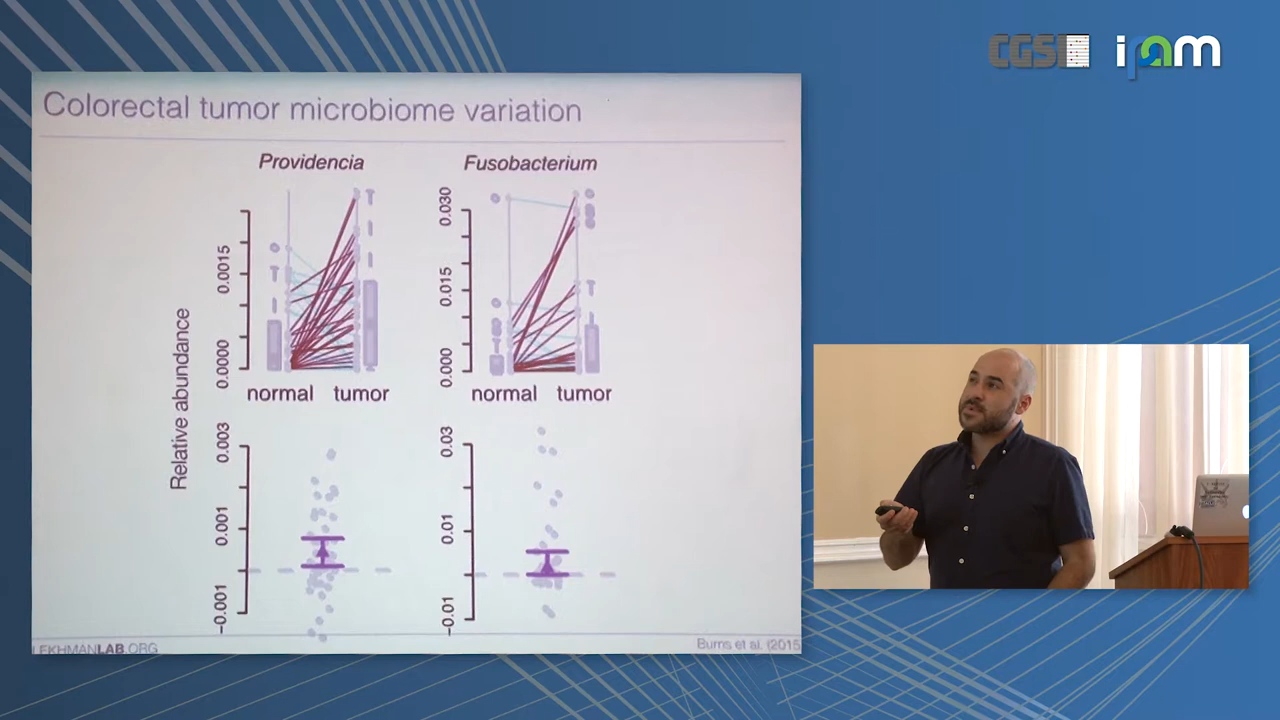 CGSI
ipam
Colorectal tumor microbiome variation
Providencia
Fusobacterium
Relative abundance
0.0015
0.0000
normal tumor
0.030
0.015
0.000
normal tumor
0.003
0.001
-0.001
0.03
0.01
-0.01
LEKHMANLAB.ORG
Burns et al. (2015